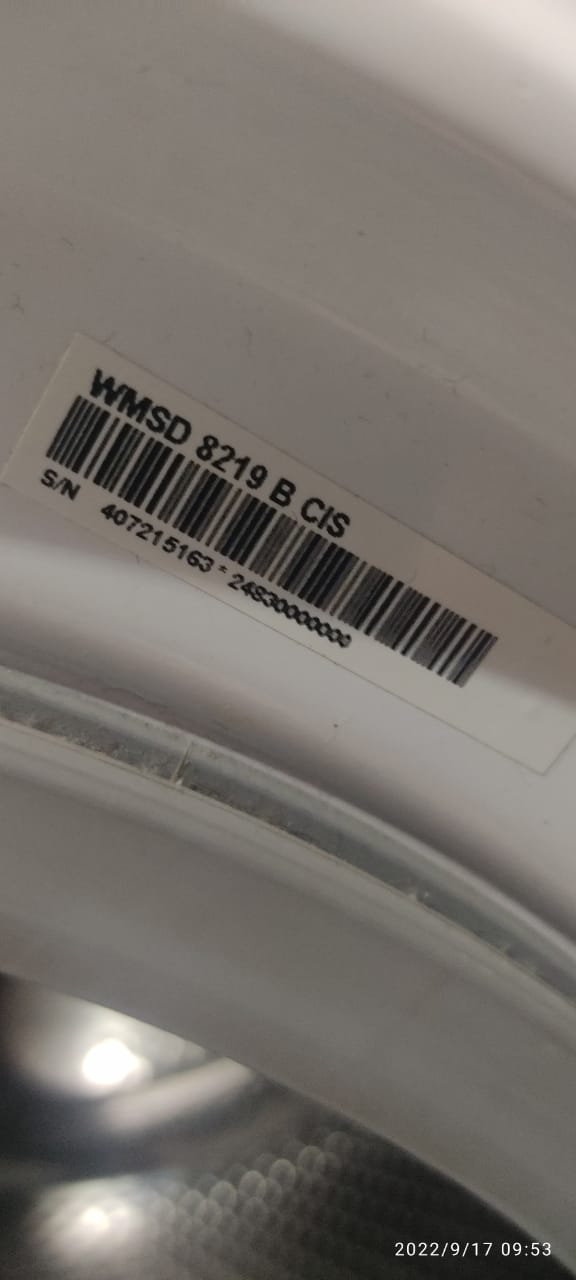 WMSD 8219 B CIS
S/N 407215163 * 24830000000
2022/9/17 09:53